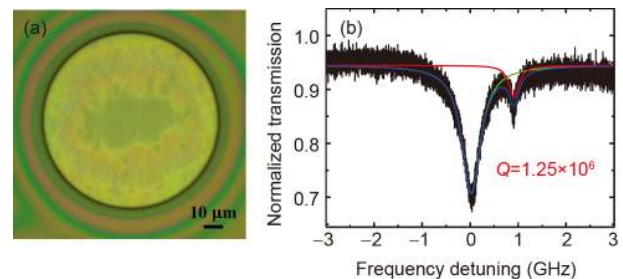 (a)
10 μm
(b)
Normalized transmission
1.0
0.9
0.8
0.7
Q=1.25×10⁶
−3 −2 −1 0 1 2 3
Frequency detuning (GHz)